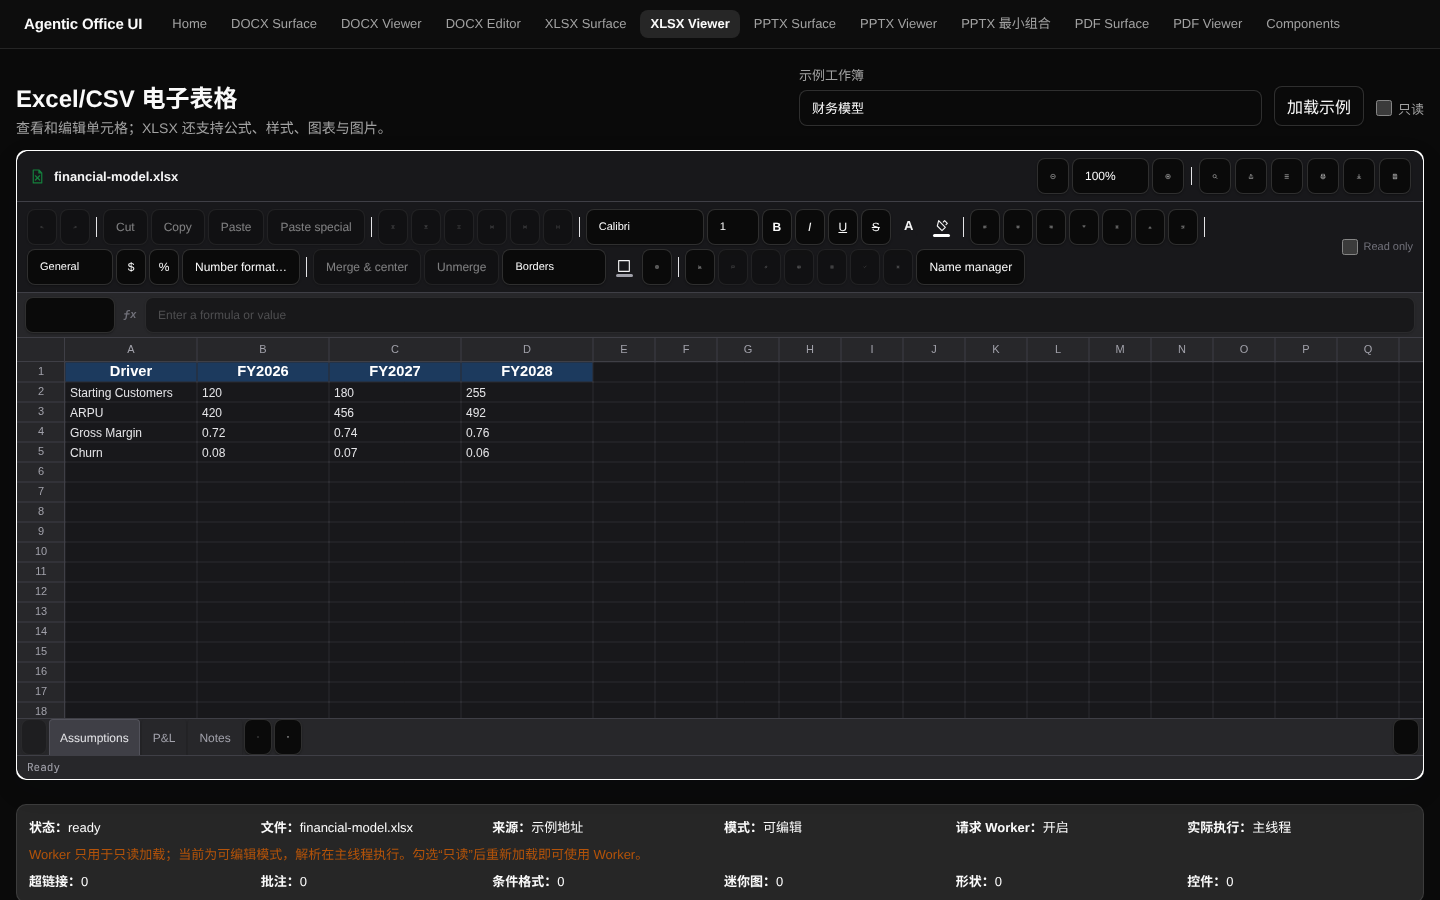 Agentic Office UI Home DOCX Surface DOCX Viewer DOCX Editor XLSX Surface XLSX Viewer PPTX Surface PPTX Viewer PPTX 最小组合 PDF Surface PDF Viewer Components
示例工作簿
Excel/CSV 电子表格
财务模型 加载示例 只读
查看和编辑单元格；XLSX 还支持公式、样式、图表与图片。
financial-model.xlsx 100%
Cut Copy Paste Paste special Calibri 1 B I U S A
Read only
General $ % Number format... Merge & center Unmerge Borders Name manager
ƒx Enter a formula or value
A B C D E F G H I J K L M N O P Q
1 Driver FY2026 FY2027 FY2028
2 Starting Customers 120 180 255
3 ARPU 420 456 492
4 Gross Margin 0.72 0.74 0.76
5 Churn 0.08 0.07 0.06
6
7
8
9
10
11
12
13
14
15
16
17
18
Assumptions P&L Notes
Ready
状态：ready 文件：financial-model.xlsx 来源：示例地址 模式：可编辑 请求 Worker：开启 实际执行：主线程
Worker 只用于只读加载；当前为可编辑模式，解析在主线程执行。勾选“只读”后重新加载即可使用 Worker。
超链接：0 批注：0 条件格式：0 迷你图：0 形状：0 控件：0